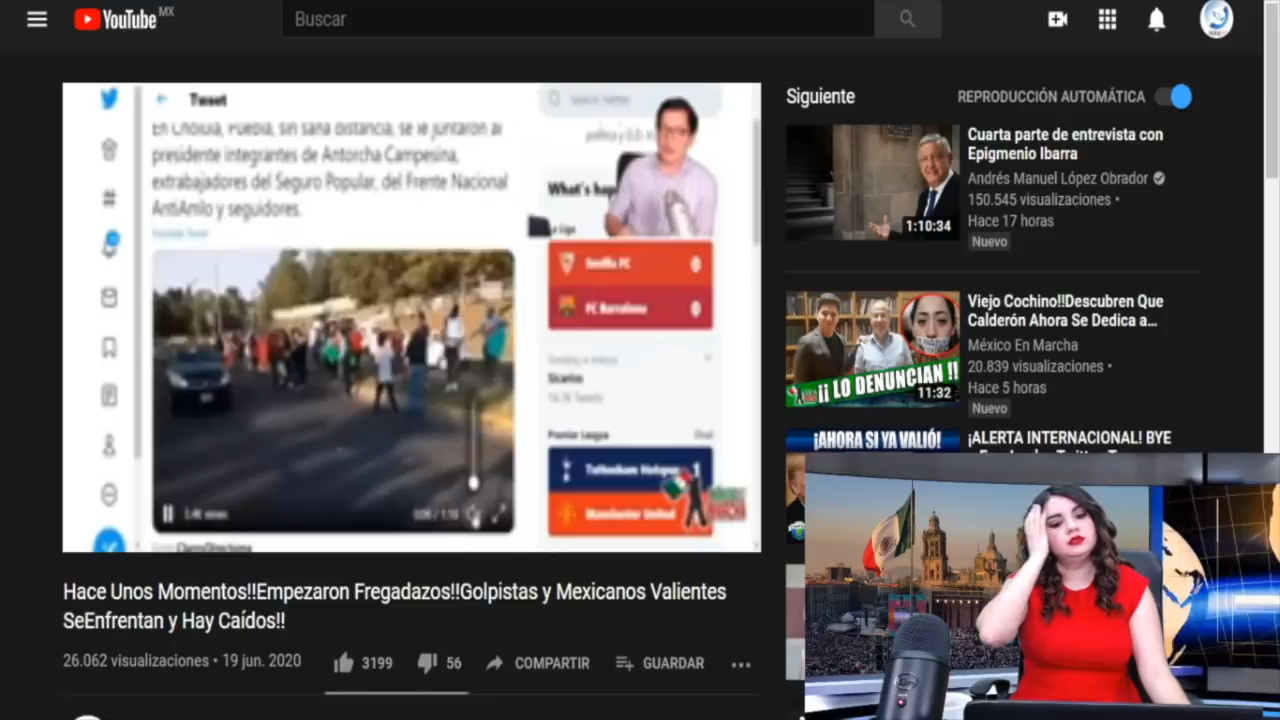 YouTube MX
Buscar
Tweet
En Cholula, Puebla, sin sana distancia, se le juntaron al
presidente integrantes de Antorcha Campesina,
extrabajadores del Seguro Popular, del Frente Nacional
AntiAmlo y seguidores.
What's hap
La Liga
Sevilla FC 0
FC Barcelona 0
Sicarios
Premier League
Tottenham Hotspur 1
Manchester United
Siguiente
REPRODUCCIÓN AUTOMÁTICA
Cuarta parte de entrevista con
Epigmenio Ibarra
Andrés Manuel López Obrador
150.545 visualizaciones •
Hace 17 horas
Nuevo
1:10:34
Viejo Cochino!!Descubren Que
Calderón Ahora Se Dedica a...
México En Marcha
20.839 visualizaciones •
Hace 5 horas
Nuevo
¡¡ LO DENUNCIAN !!
11:32
¡AHORA SI YA VALIÓ!
¡ALERTA INTERNACIONAL! BYE
Hace Unos Momentos!!Empezaron Fregadazos!!Golpistas y Mexicanos Valientes
SeEnfrentan y Hay Caídos!!
26.062 visualizaciones • 19 jun. 2020
3199
56
COMPARTIR
GUARDAR